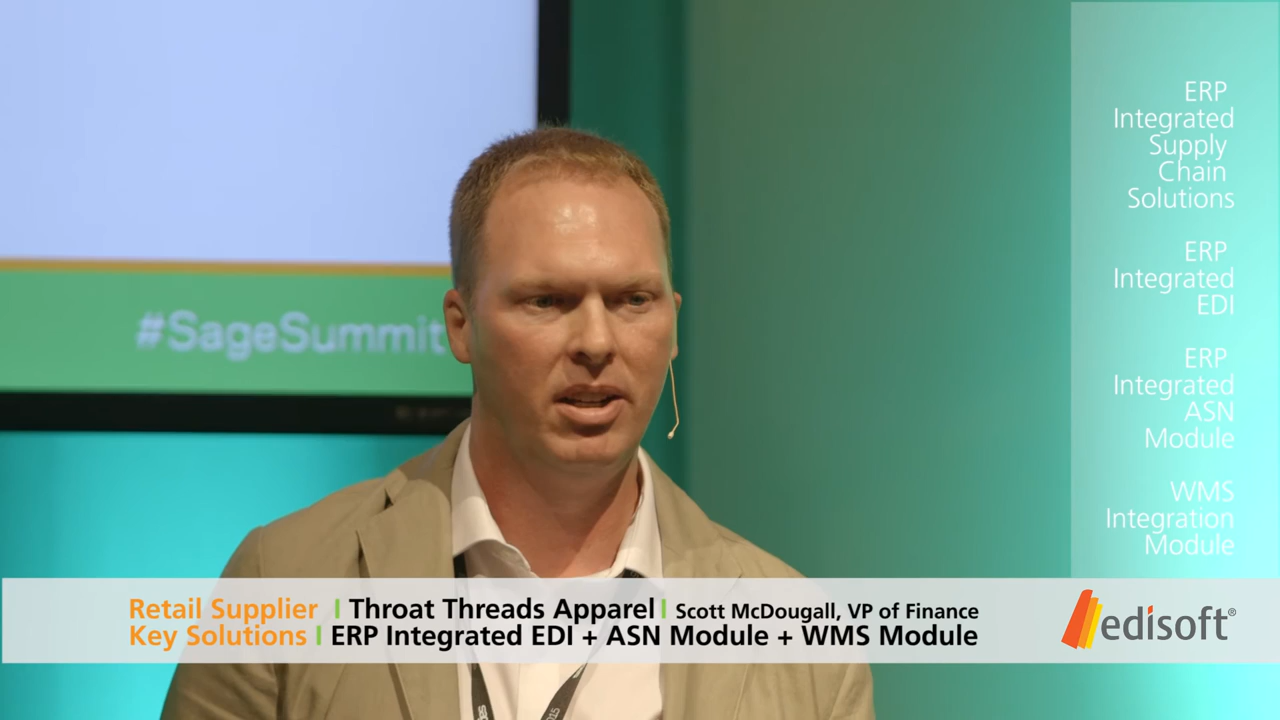 ERP
Integrated
Supply
Chain
Solutions
ERP
Integrated
EDI
ERP
Integrated
ASN
Module
WMS
Integration
Module
#SageSummit
Retail Supplier | Throat Threads Apparel | Scott McDougall, VP of Finance
Key Solutions | ERP Integrated EDI + ASN Module + WMS Module
edisoft®
2015